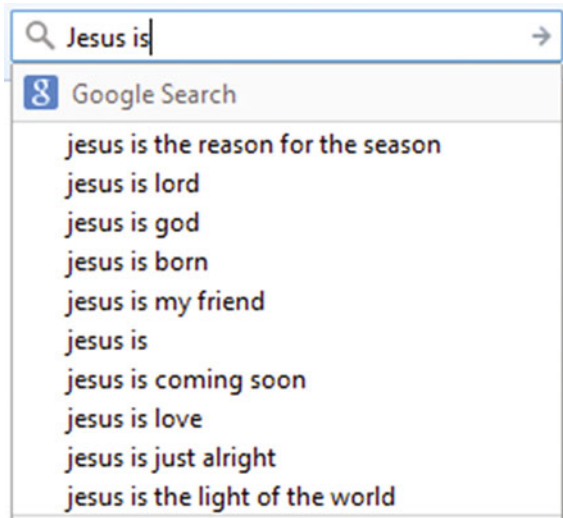 Jesus is
8 Google Search
jesus is the reason for the season
jesus is lord
jesus is god
jesus is born
jesus is my friend
jesus is
jesus is coming soon
jesus is love
jesus is just alright
jesus is the light of the world